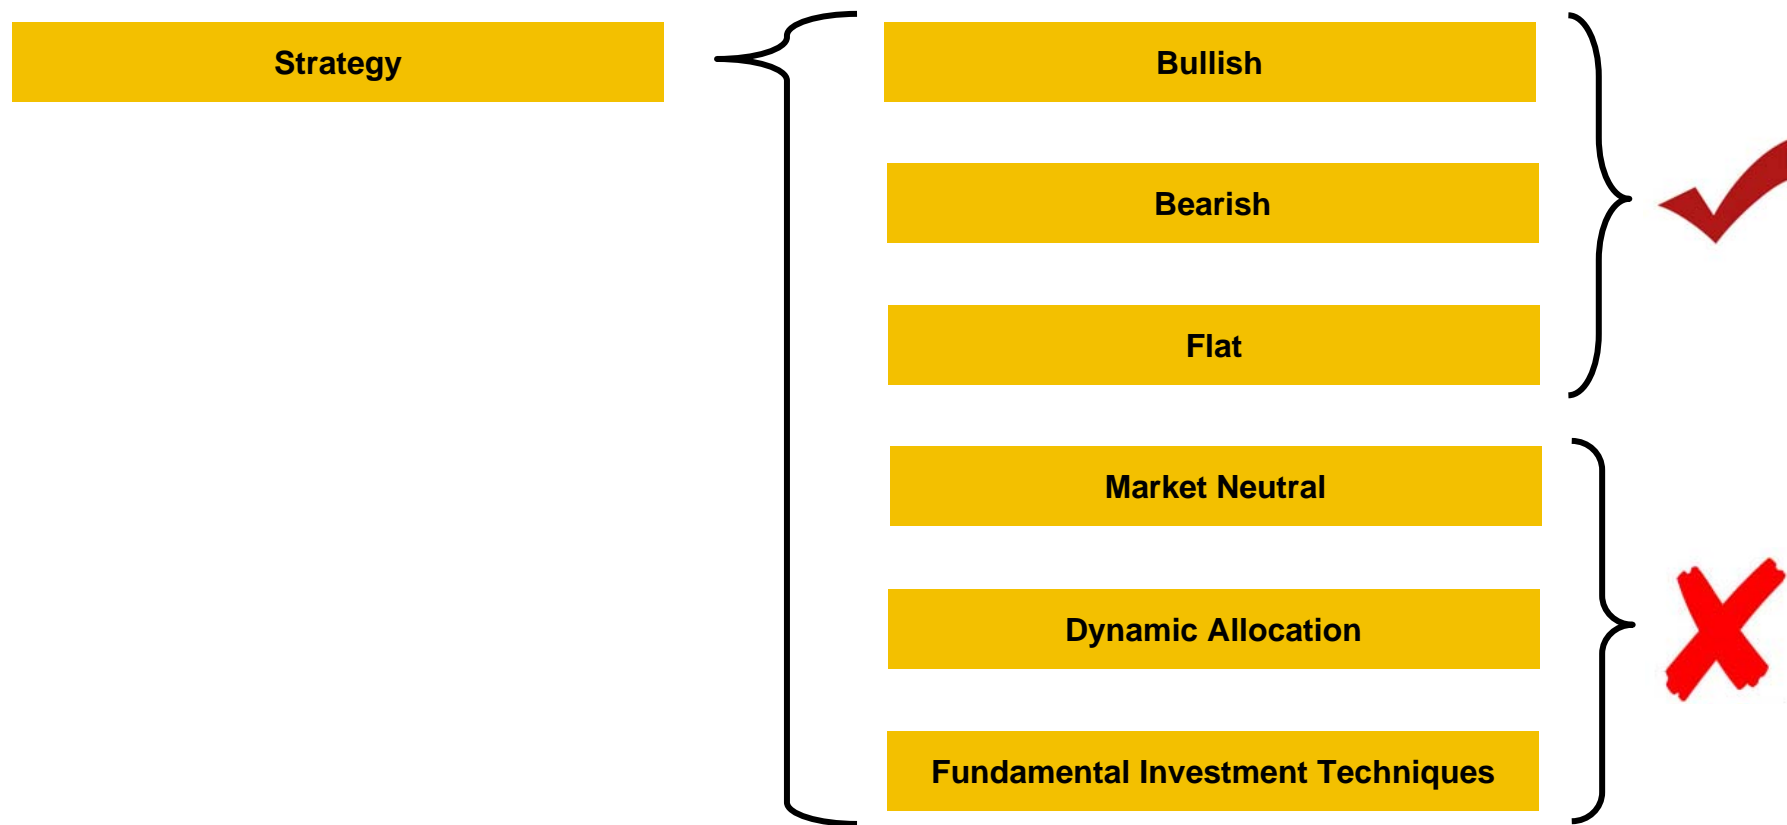 Strategy
Bullish
Bearish
Flat
Market Neutral
Dynamic Allocation
Fundamental Investment Techniques